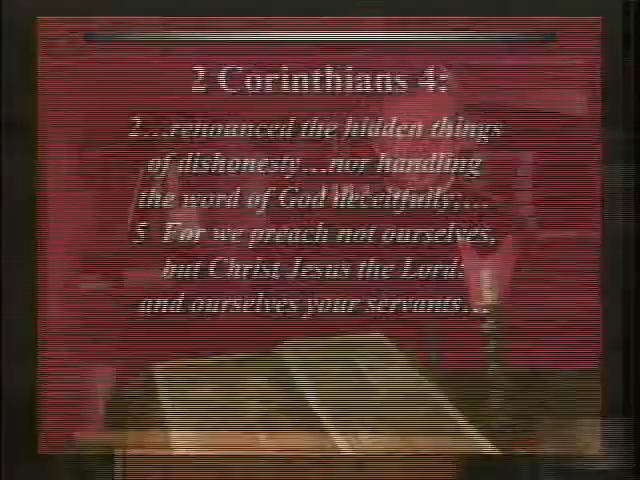 2 Corinthians 4:
2...renounced the hidden things
of dishonesty...nor handling
the word of God deceitfully;...
5 For we preach not ourselves,
but Christ Jesus the Lord;
and ourselves your servants...